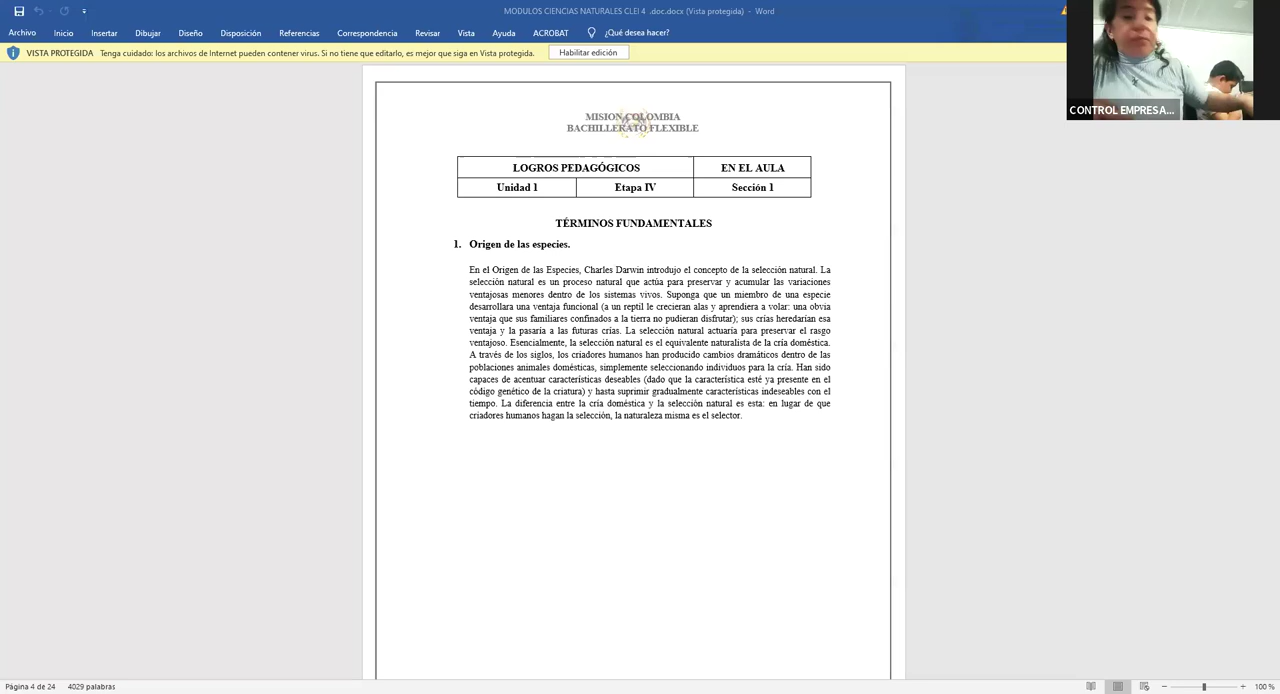 MODULOS CIENCIAS NATURALES CLEI 4 .doc.docx (Vista protegida) - Word
Archivo Inicio Insertar Dibujar Diseño Disposición Referencias Correspondencia Revisar Vista Ayuda ACROBAT ¿Qué desea hacer?
VISTA PROTEGIDA Tenga cuidado: los archivos de Internet pueden contener virus. Si no tiene que editarlo, es mejor que siga en Vista protegida. Habilitar edición
CONTROL EMPRESA...
MISION COLOMBIA
BACHILLERATO FLEXIBLE
LOGROS PEDAGÓGICOS EN EL AULA
Unidad 1 Etapa IV Sección 1
TÉRMINOS FUNDAMENTALES
1. Origen de las especies.
En el Origen de las Especies, Charles Darwin introdujo el concepto de la selección natural. La
selección natural es un proceso natural que actúa para preservar y acumular las variaciones
ventajosas menores dentro de los sistemas vivos. Suponga que un miembro de una especie
desarrollara una ventaja funcional (a un reptil le crecieran alas y aprendiera a volar: una obvia
ventaja que sus familiares confinados a la tierra no pudieran disfrutar); sus crías heredarían esa
ventaja y la pasaría a las futuras crías. La selección natural actuaría para preservar el rasgo
ventajoso. Esencialmente, la selección natural es el equivalente naturalista de la cría doméstica.
A través de los siglos, los criadores humanos han producido cambios dramáticos dentro de las
poblaciones animales domésticas, simplemente seleccionando individuos para la cría. Han sido
capaces de acentuar características deseables (dado que la característica esté ya presente en el
código genético de la criatura) y hasta suprimir gradualmente características indeseables con el
tiempo. La diferencia entre la cría doméstica y la selección natural es esta: en lugar de que
criadores humanos hagan la selección, la naturaleza misma es el selector.
Página 4 de 24 4029 palabras 100 %